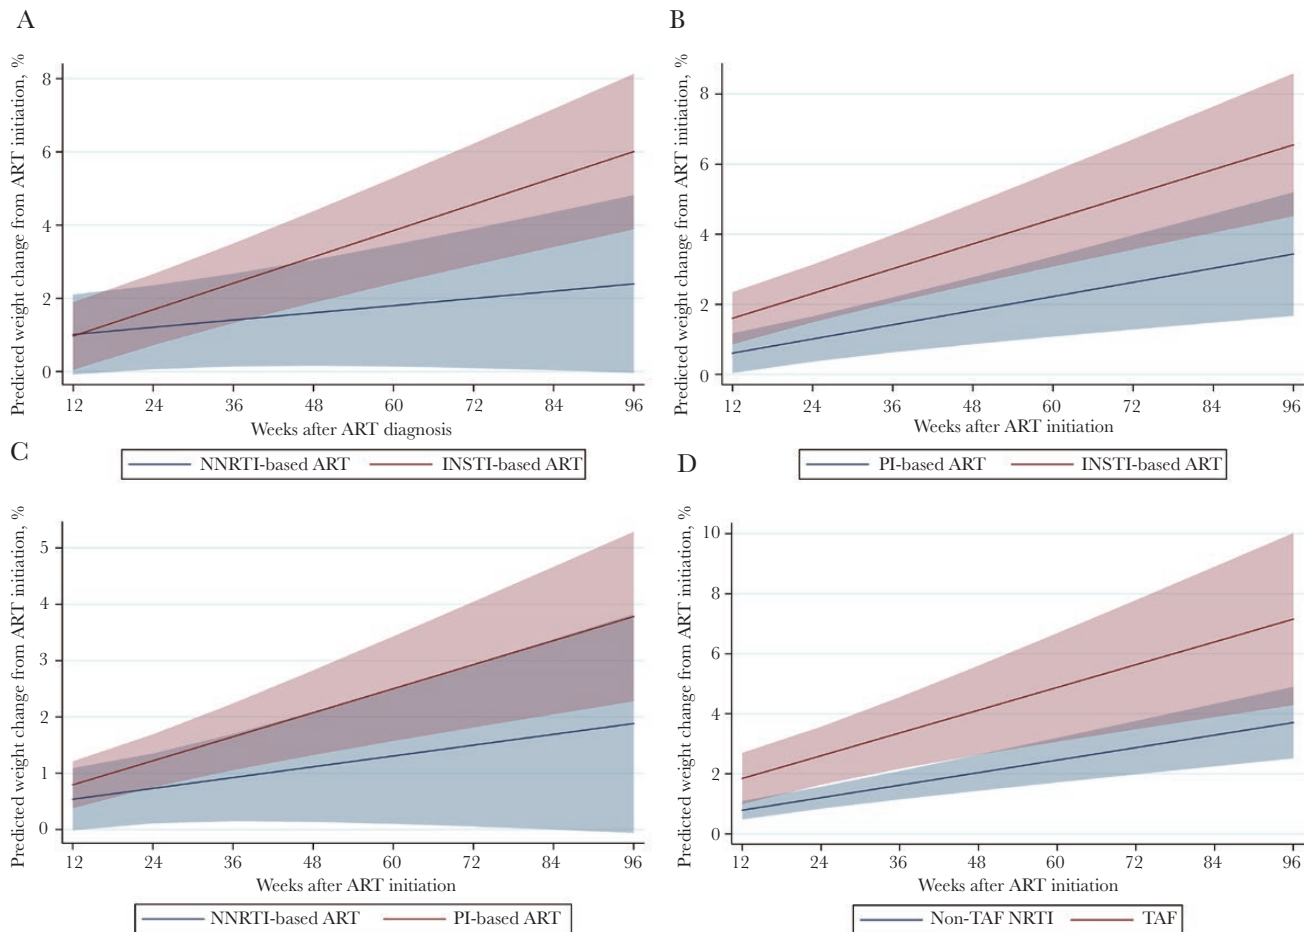 A
Predicted weight change from ART initiation, %
8
6
4
2
0
12 24 36 48 60 72 84 96
Weeks after ART diagnosis
NNRTI-based ART INSTI-based ART
B
Predicted weight change from ART initiation, %
8
6
4
2
0
12 24 36 48 60 72 84 96
Weeks after ART initiation
PI-based ART INSTI-based ART
C
Predicted weight change from ART initiation, %
5
4
3
2
1
0
12 24 36 48 60 72 84 96
Weeks after ART initiation
NNRTI-based ART PI-based ART
D
Predicted weight change from ART initiation, %
10
8
6
4
2
0
12 24 36 48 60 72 84 96
Weeks after ART initiation
Non-TAF NRTI TAF